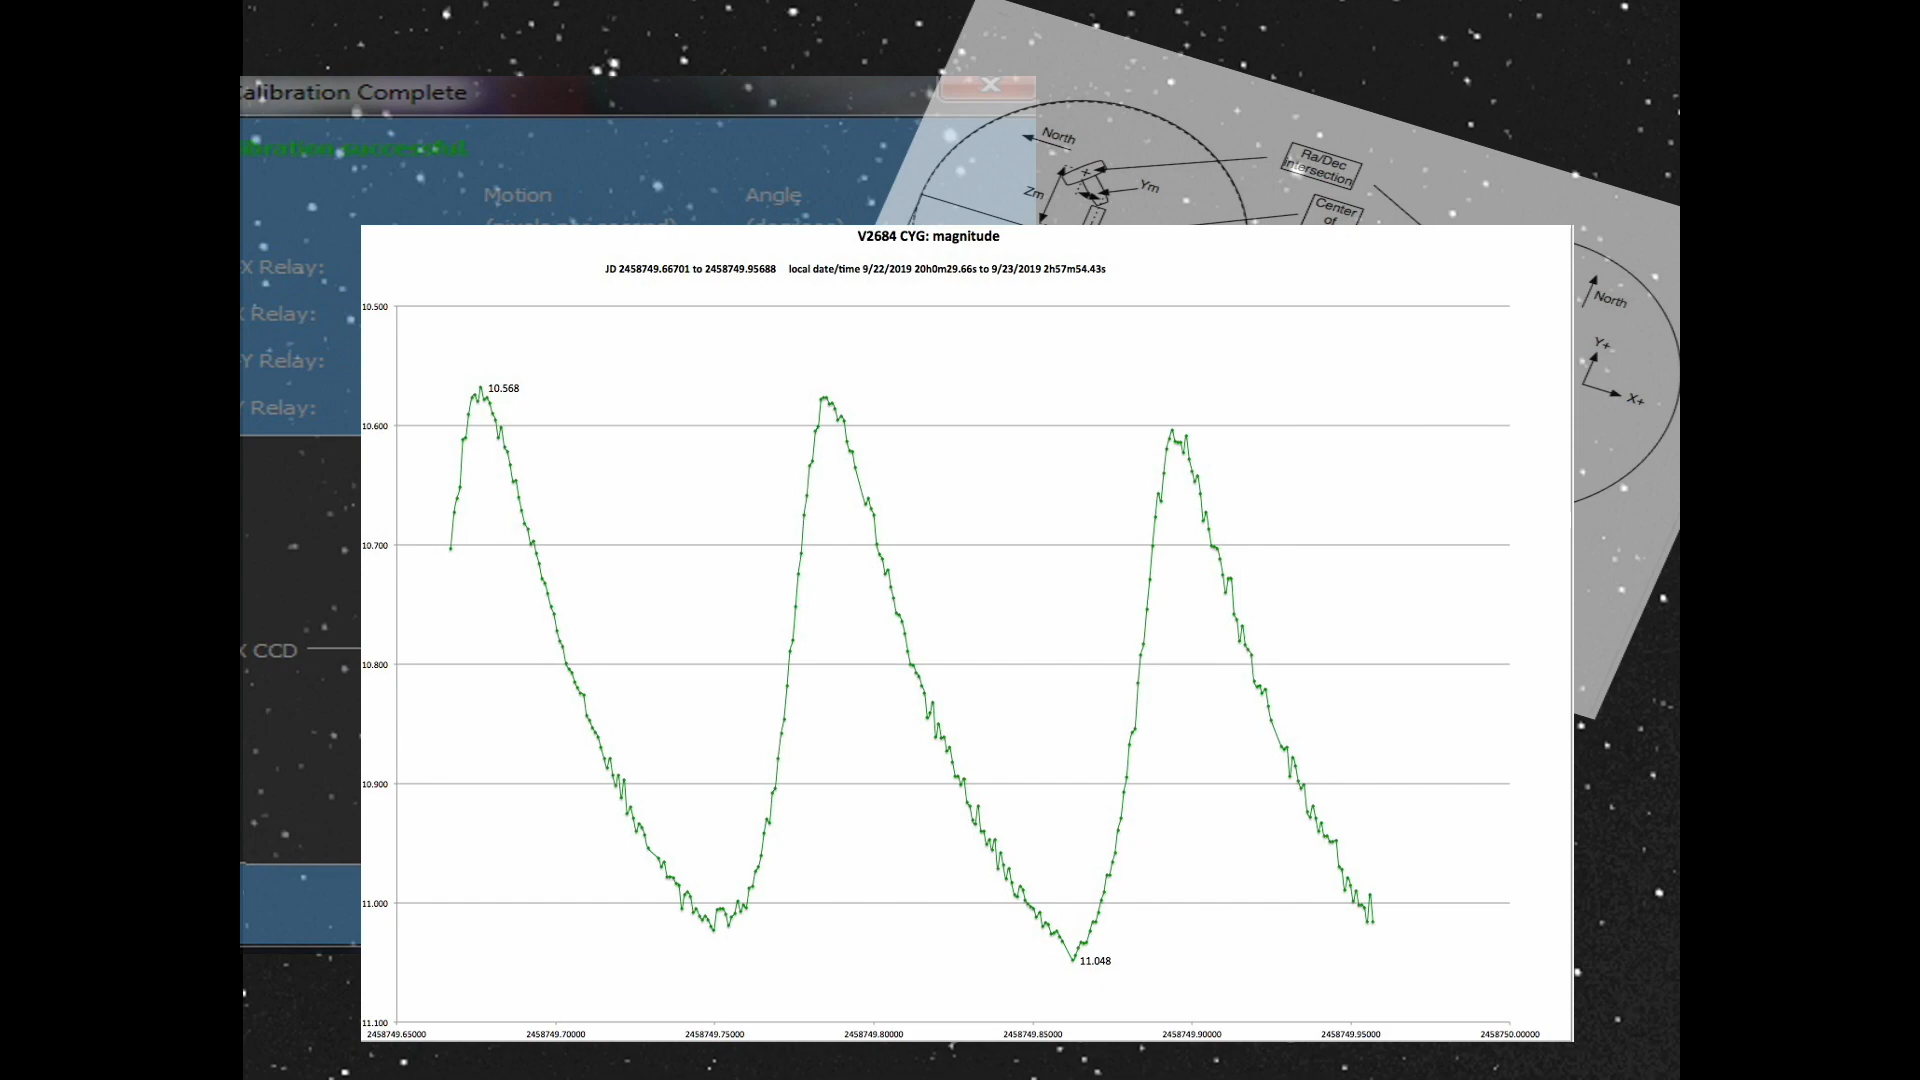 alibration Complete
North
Ra/Dec
intersection
Zm
Ym
Center
of
Motion
Angle
X Relay:
X Relay:
Y Relay:
Y Relay:
X CCD
North
Y+
X+
V2684 CYG: magnitude
JD 2458749.66701 to 2458749.95688 local date/time 9/22/2019 20h0m29.66s to 9/23/2019 2h57m54.43s
10.500
10.568
10.600
10.700
10.800
10.900
11.000
11.048
11.100
2458749.65000 2458749.70000 2458749.75000 2458749.80000 2458749.85000 2458749.90000 2458749.95000 2458750.00000